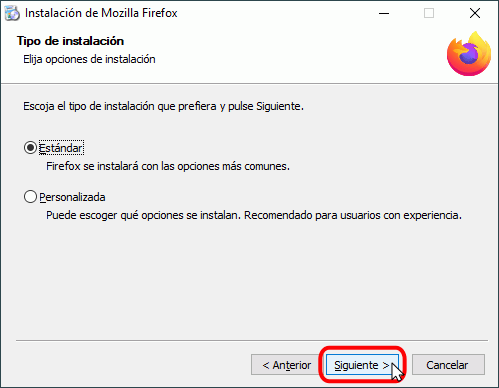 Instalación de Mozilla Firefox
Tipo de instalación
Elija opciones de instalación
Escoja el tipo de instalación que prefiera y pulse Siguiente.
Estándar
Firefox se instalará con las opciones más comunes.
Personalizada
Puede escoger qué opciones se instalan. Recomendado para usuarios con experiencia.
< Anterior
Siguiente >
Cancelar